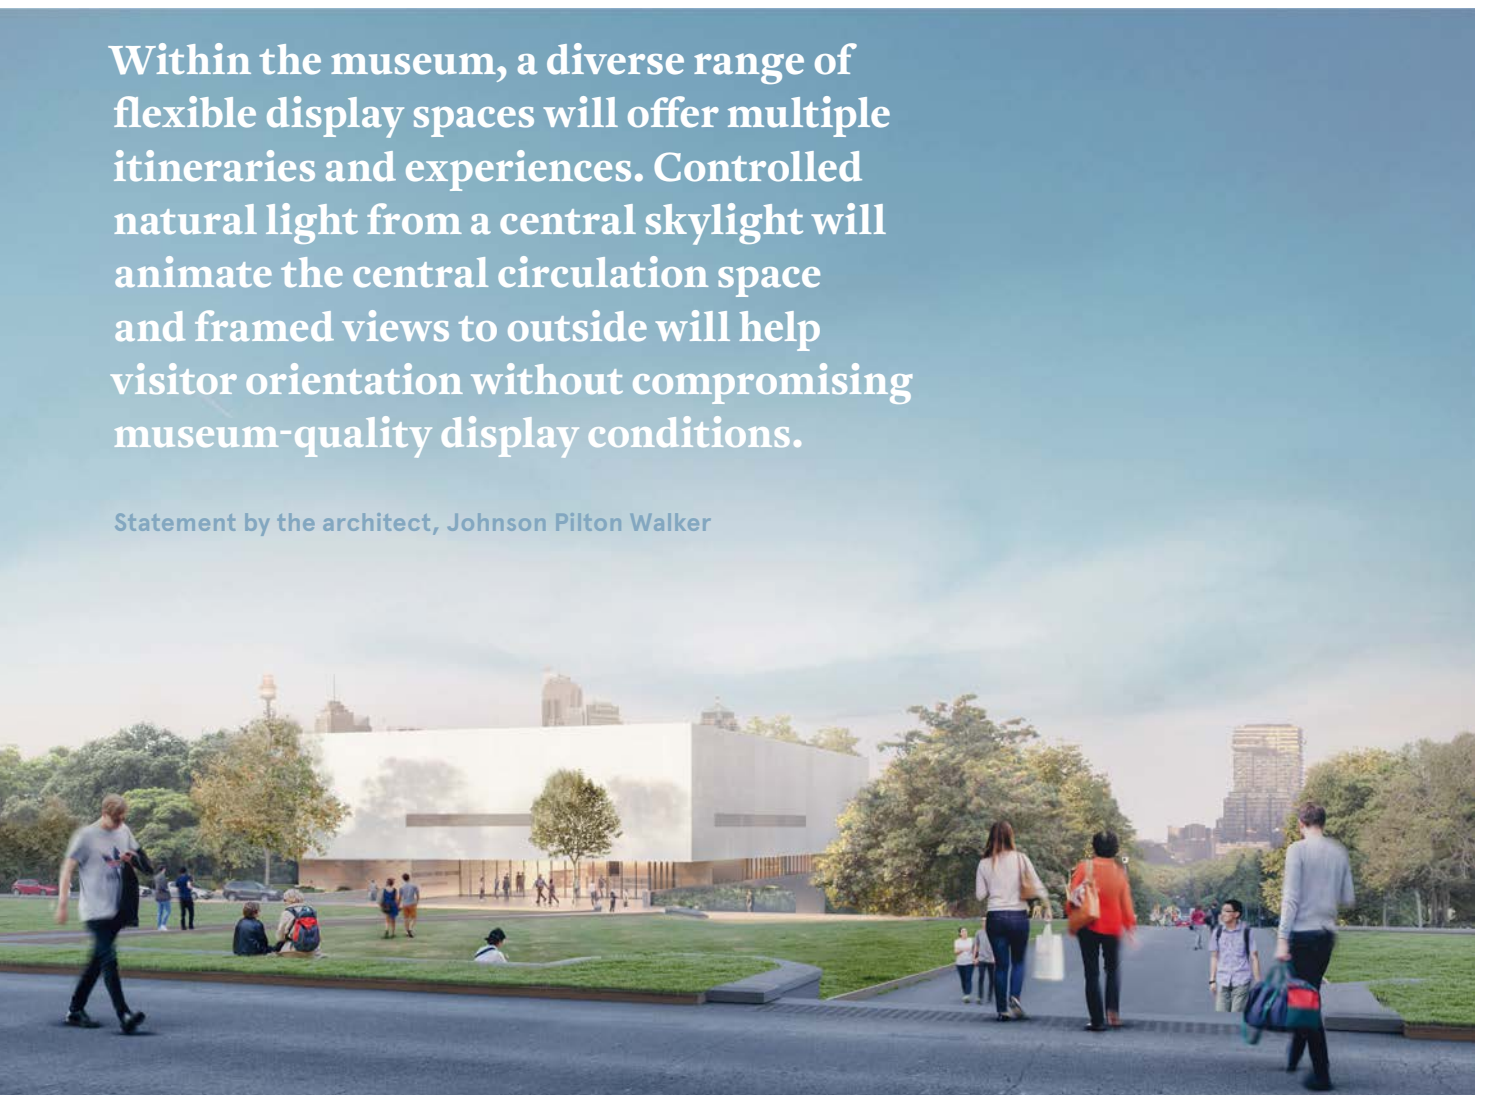 Within the museum, a diverse range of
flexible display spaces will offer multiple
itineraries and experiences. Controlled
natural light from a central skylight will
animate the central circulation space
and framed views to outside will help
visitor orientation without compromising
museum-quality display conditions.
Statement by the architect, Johnson Pilton Walker